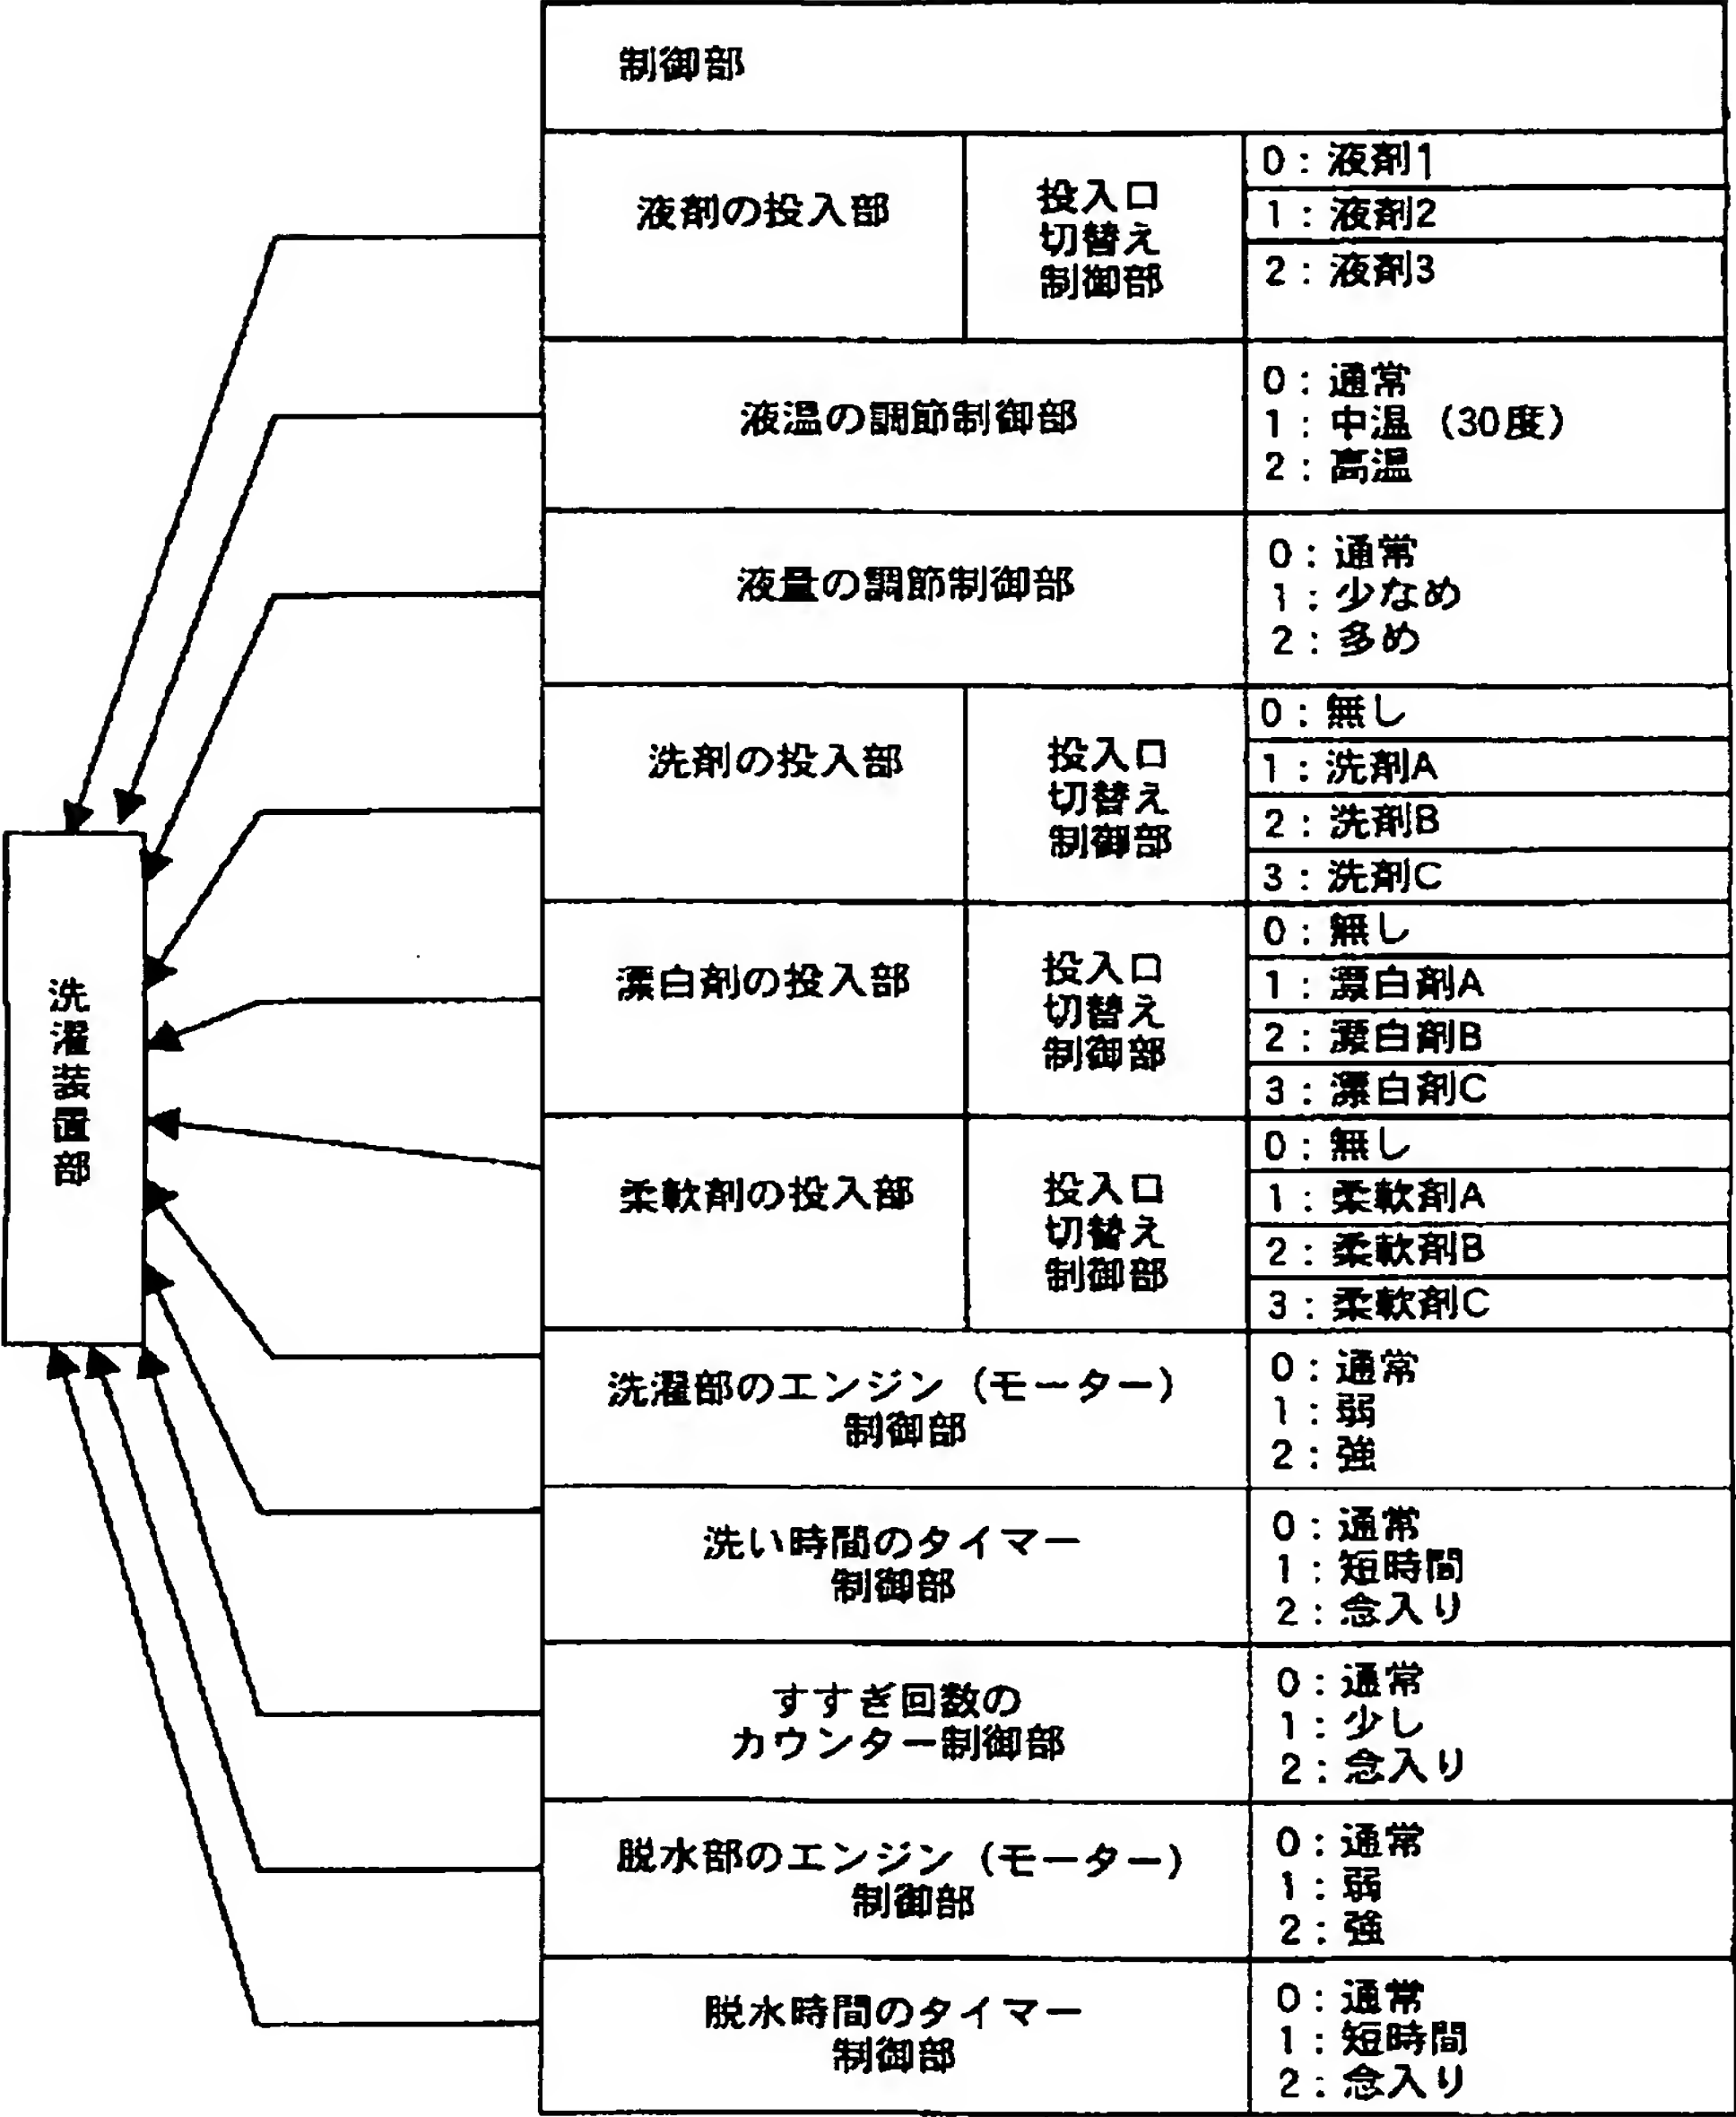 制御部
液剤の投入部
投入口
切替え
制御部
0：液剤1
1：液剤2
2：液剤3
液温の調節制御部
0：通常
1：中温（30度）
2：高温
液量の調節制御部
0：通常
1：少なめ
2：多め
洗剤の投入部
投入口
切替え
制御部
0：無し
1：洗剤A
2：洗剤B
3：洗剤C
漂白剤の投入部
投入口
切替え
制御部
0：無し
1：漂白剤A
2：漂白剤B
3：漂白剤C
柔軟剤の投入部
投入口
切替え
制御部
0：無し
1：柔軟剤A
2：柔軟剤B
3：柔軟剤C
洗濯部のエンジン（モーター）
制御部
0：通常
1：弱
2：強
洗い時間のタイマー
制御部
0：通常
1：短時間
2：念入り
すすぎ回数の
カウンター制御部
0：通常
1：少し
2：念入り
脱水部のエンジン（モーター）
制御部
0：通常
1：弱
2：強
脱水時間のタイマー
制御部
0：通常
1：短時間
2：念入り
洗濯装置部